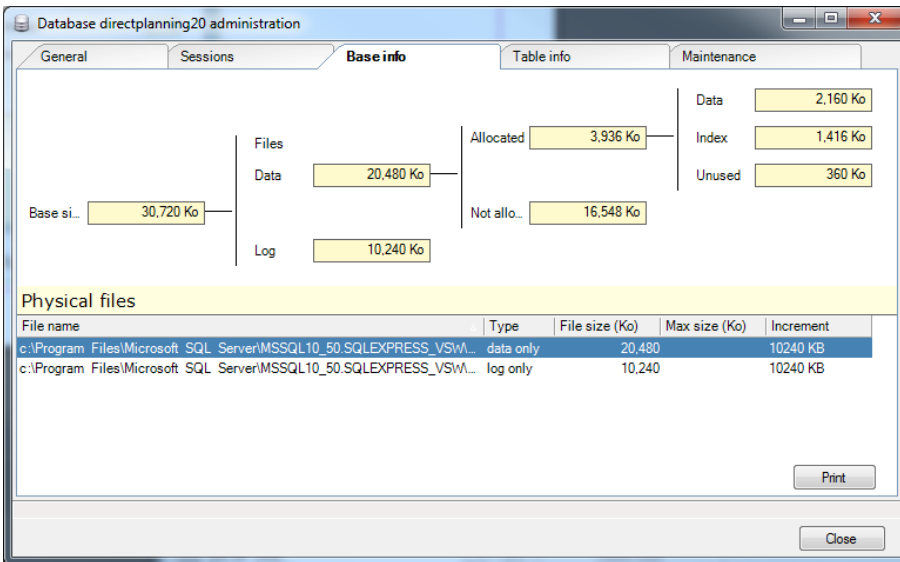 Database directplanning20 administration
General Sessions Base info Table info Maintenance
Data 2,160 Ko
Allocated 3,936 Ko Index 1,416 Ko
Files
Data 20,480 Ko Unused 360 Ko
Base si... 30,720 Ko Not allo... 16,548 Ko
Log 10,240 Ko
Physical files
File name Type File size (Ko) Max size (Ko) Increment
c:\Program Files\Microsoft SQL Server\MSSQL10_50.SQLEXPRESS_VSW\... data only 20,480 10240 KB
c:\Program Files\Microsoft SQL Server\MSSQL10_50.SQLEXPRESS_VSW\... log only 10,240 10240 KB
Print
Close